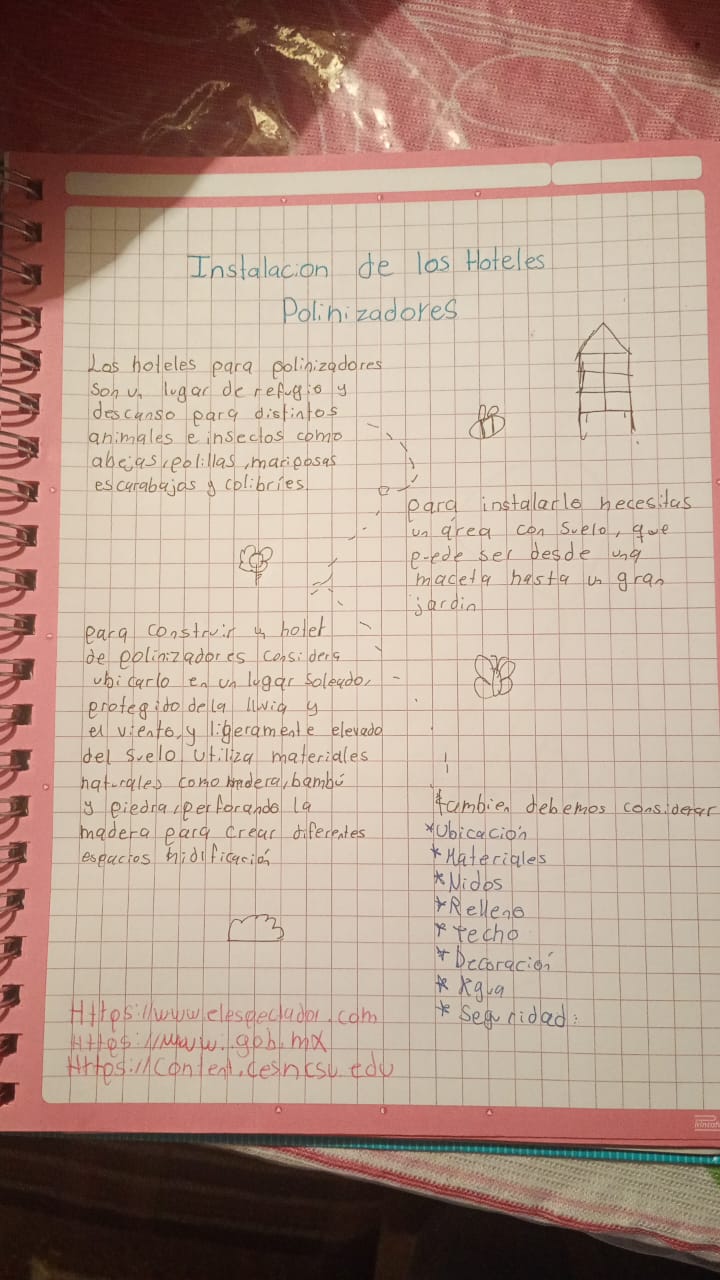 Instalacion de los Hoteles
Polinizadores
Los hoteles para polinizadores
son un lugar de refugio y
descanso para distintos
animales e insectos como
abejas, polillas, mariposas
escarabajos y colibríes.
para instalarlo necesitas
un área con suelo, que
puede ser desde una
maceta hasta un gran
jardin
para construir un hotel
de polinizadores considera
ubicarlo en un lugar soleado,
protegido de la lluvia y
el viento, y ligeramente elevado
del suelo utiliza materiales
naturales como madera, bambú
y piedra, perforando la
madera para crear diferentes
espacios nidificación
tambien debemos considerar
*Ubicación
*Materiales
*Nidos
*Relleno
*techo
*Decoración
*Agua
*Seguridad:
Https://www.elespectador.com
Https://www.gob.mx
Https://content.cesncsu.edu